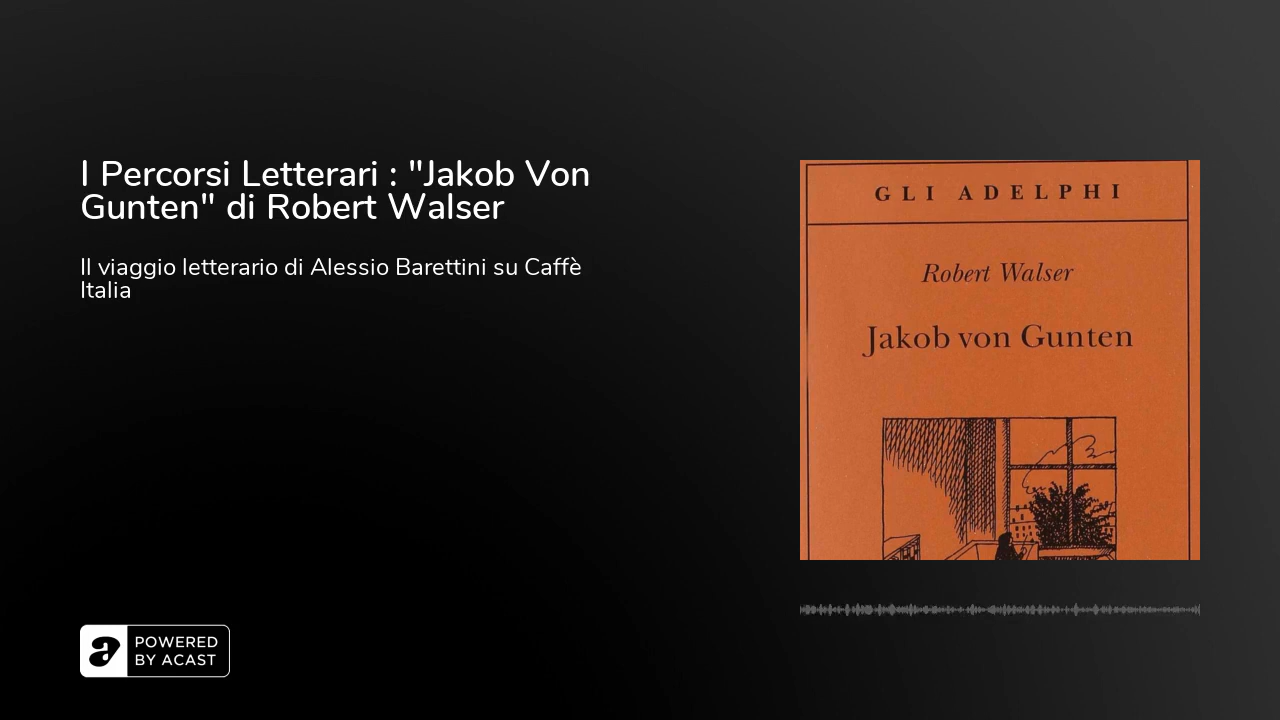 I Percorsi Letterari : "Jakob Von
Gunten" di Robert Walser
Il viaggio letterario di Alessio Barettini su Caffè
Italia
GLI ADELPHI
Robert Walser
Jakob von Gunten
a
POWERED
BY ACAST